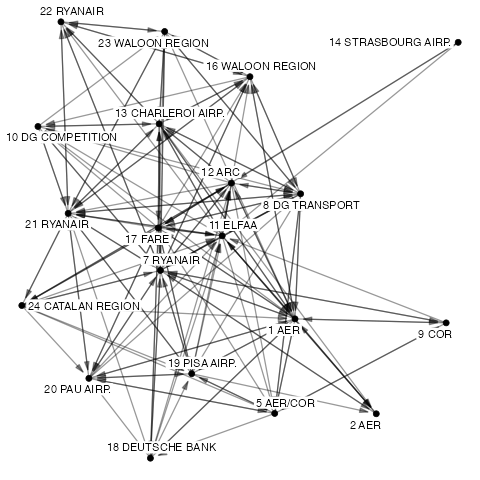 22 RYANAIR
23 WALOON REGION
14 STRASBOURG AIRP.
16 WALOON REGION
13 CHARLEROI AIRP.
10 DG COMPETITION
12 ARC
8 DG TRANSPORT
21 RYANAIR
11 ELFAA
17 FARE
7 RYANAIR
24 CATALAN REGION
1 AER
9 COR
19 PISA AIRP.
20 PAU AIRP.
5 AER/COR
2 AER
18 DEUTSCHE BANK